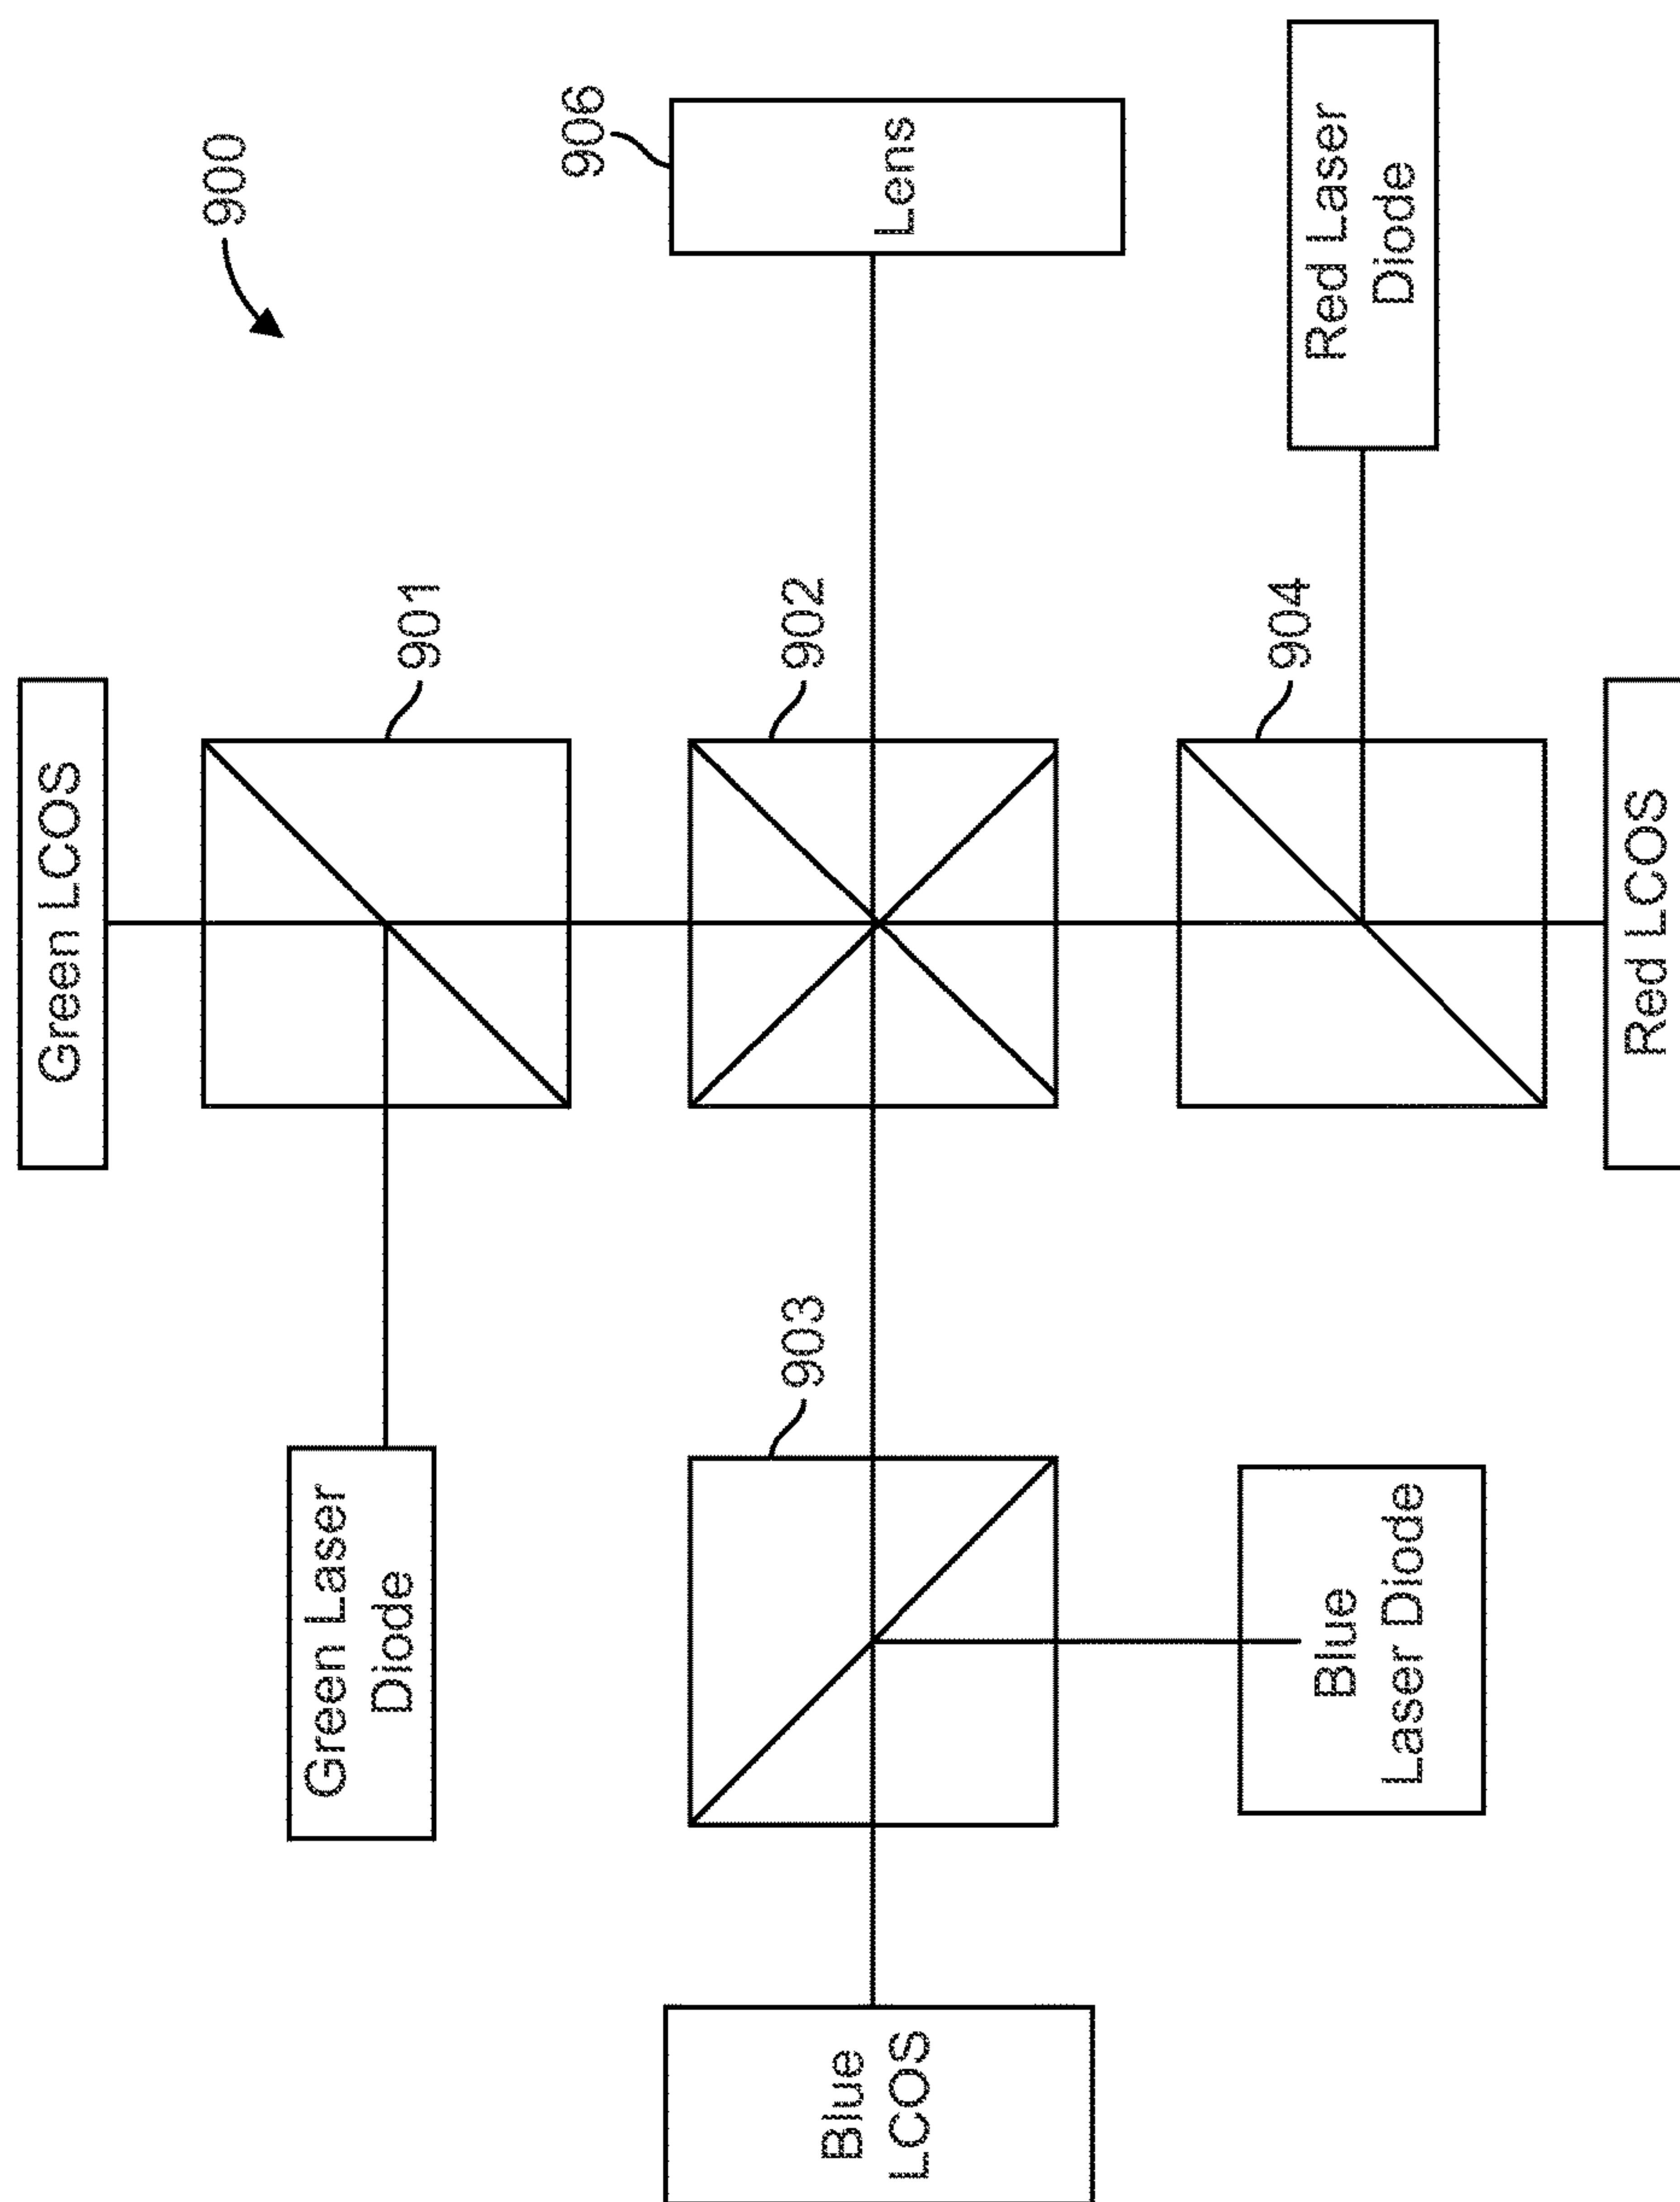 900
Green LCOS
Green Laser
Diode
901
906
Lens
902
903
Blue
LCOS
Blue
Laser Diode
904
Red Laser
Diode
Red LCOS